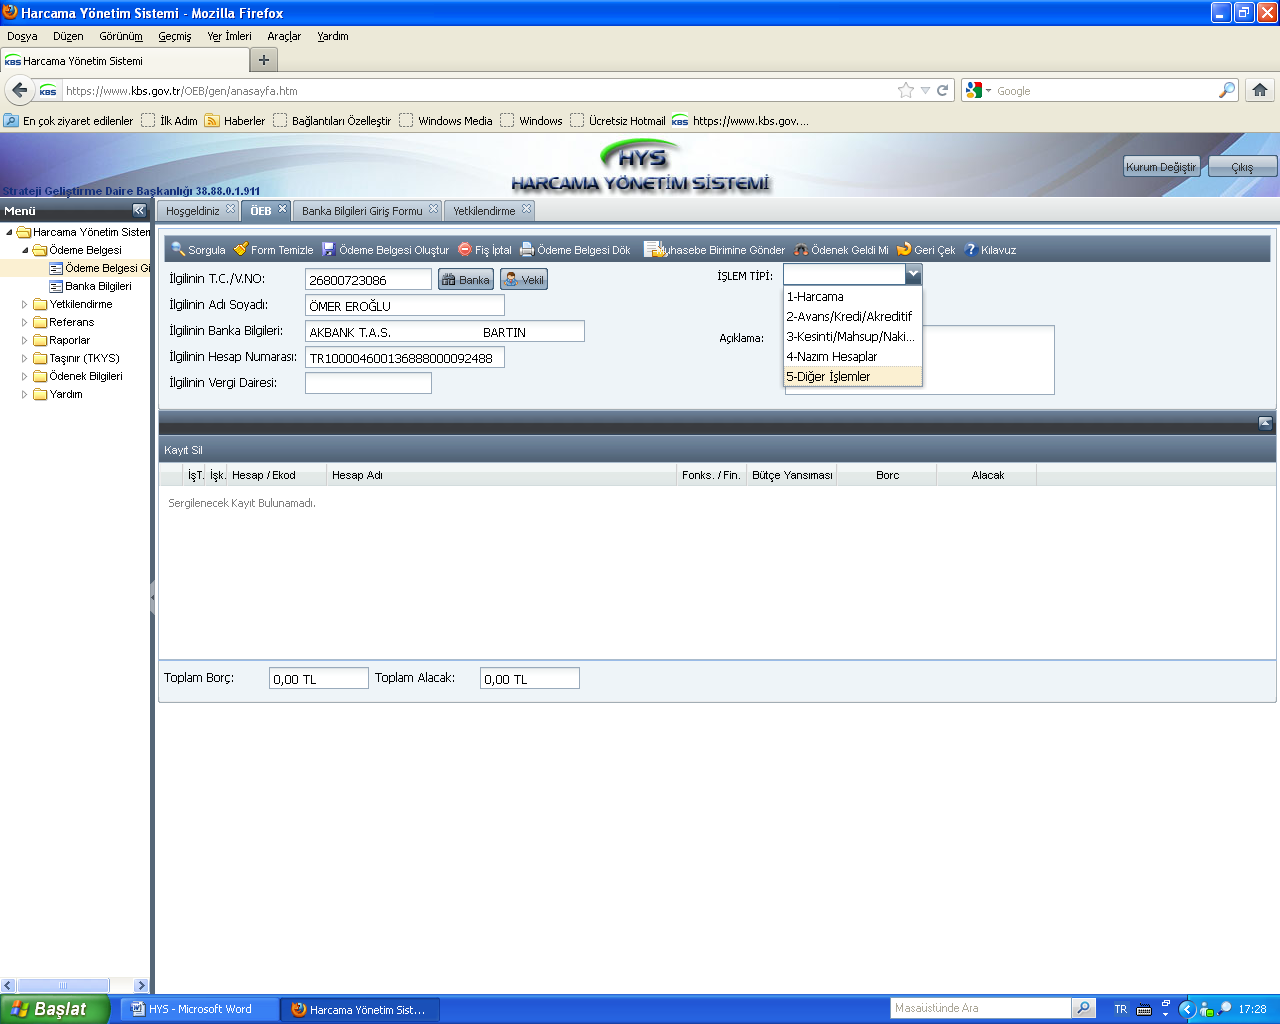 Harcama Yönetim Sistemi - Mozilla Firefox
Dosya Düzen Görünüm Geçmiş Yer İmleri Araçlar Yardım
KBS Harcama Yönetim Sistemi
KBS https://www.kbs.gov.tr/OEB/gen/anasayfa.htm Google
En çok ziyaret edilenler İlk Adım Haberler Bağlantıları Özelleştir Windows Media Windows Ücretsiz Hotmail KBS https://www.kbs.gov....
HYS
HARCAMA YÖNETİM SİSTEMİ
Kurum Değiştir Çıkış
Strateji Geliştirme Daire Başkanlığı 38.88.0.1.911
Menü
Hoşgeldiniz ÖEB Banka Bilgileri Giriş Formu Yetkilendirme
Harcama Yönetim Sistem
Ödeme Belgesi
Ödeme Belgesi Gi
Banka Bilgileri
Yetkilendirme
Referans
Raporlar
Taşınır (TKYS)
Ödenek Bilgileri
Yardım
Sorgula Form Temizle Ödeme Belgesi Oluştur Fiş İptal Ödeme Belgesi Dök Muhasebe Birimine Gönder Ödenek Geldi Mi Geri Çek Kılavuz
İlgilinin T.C./V.NO: 26800723086 Banka Vekil
İlgilinin Adı Soyadı: ÖMER EROĞLU
İlgilinin Banka Bilgileri: AKBANK T.A.S. BARTIN
İlgilinin Hesap Numarası: TR100004600136888000092488
İlgilinin Vergi Dairesi:
İŞLEM TİPİ:
1-Harcama
2-Avans/Kredi/Akreditif
3-Kesinti/Mahsup/Naki...
4-Nazım Hesaplar
5-Diğer İşlemler
Açıklama:
Kayıt Sil
İşT. İşk. Hesap / Ekod Hesap Adı Fonks. / Fin. Bütçe Yansıması Borc Alacak
Sergilenecek Kayıt Bulunamadı.
Toplam Borç: 0,00 TL Toplam Alacak: 0,00 TL
Başlat HYS - Microsoft Word Harcama Yönetim Sist... Masaüstünde Ara TR 17:28